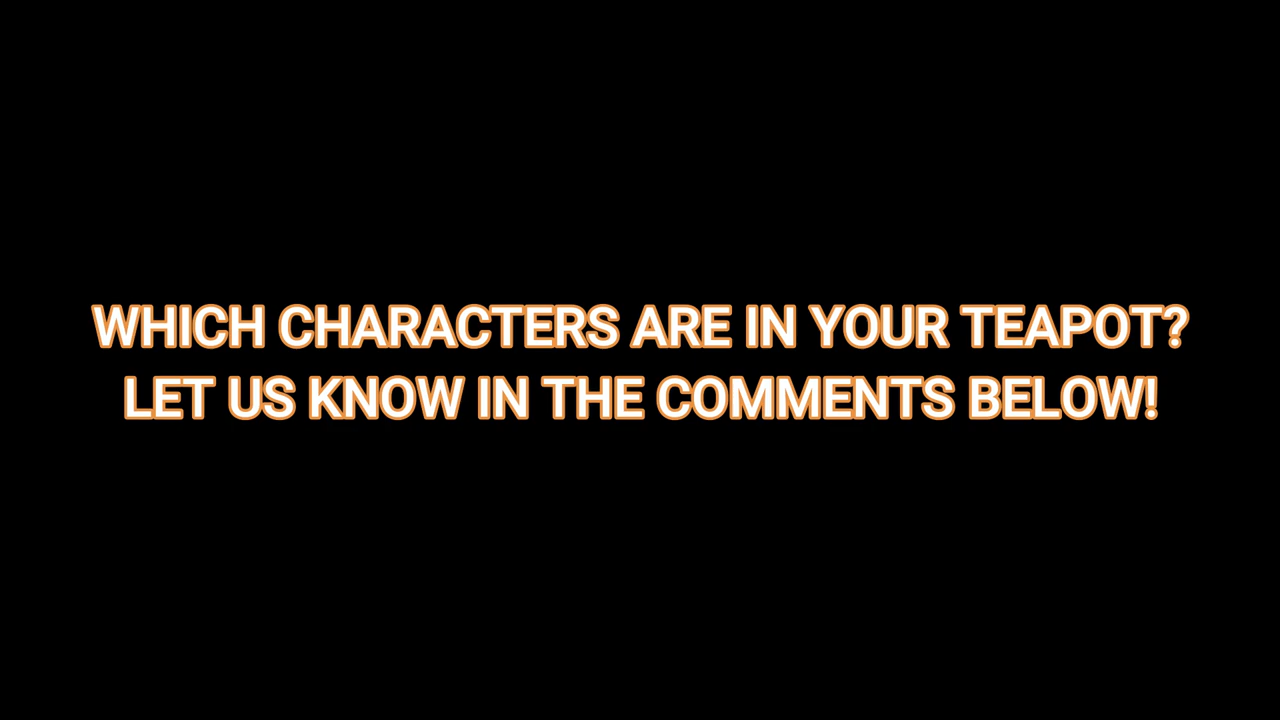 WHICH CHARACTERS ARE IN YOUR TEAPOT?
LET US KNOW IN THE COMMENTS BELOW!